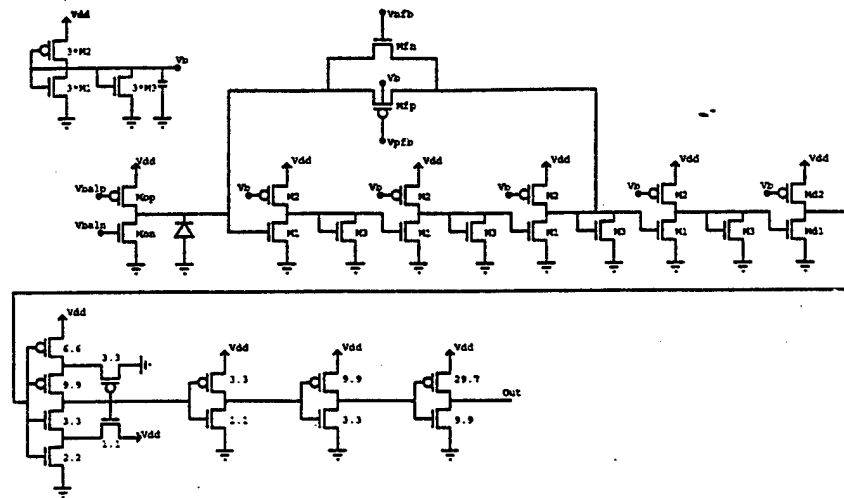 Vdd
Vnfb
3*M2
Vb
Mfn
3*M1
3*M3
Vb
Mfp
Vpfb
Vdd
Vdd
Vdd
Vdd
Vdd
Vdd
Vbalp
Mop
Vb
M2
Vb
M2
Vb
M2
Vb
M2
Vb
Md2
Vbaln
Mon
M1
M3
M1
M3
M1
M3
M1
M3
Md1
Vdd
6.6
3.3
Vdd
Vdd
Vdd
9.9
3.3
9.9
29.7
Out
3.3
1.1
3.3
9.9
1.1
Vdd
2.2